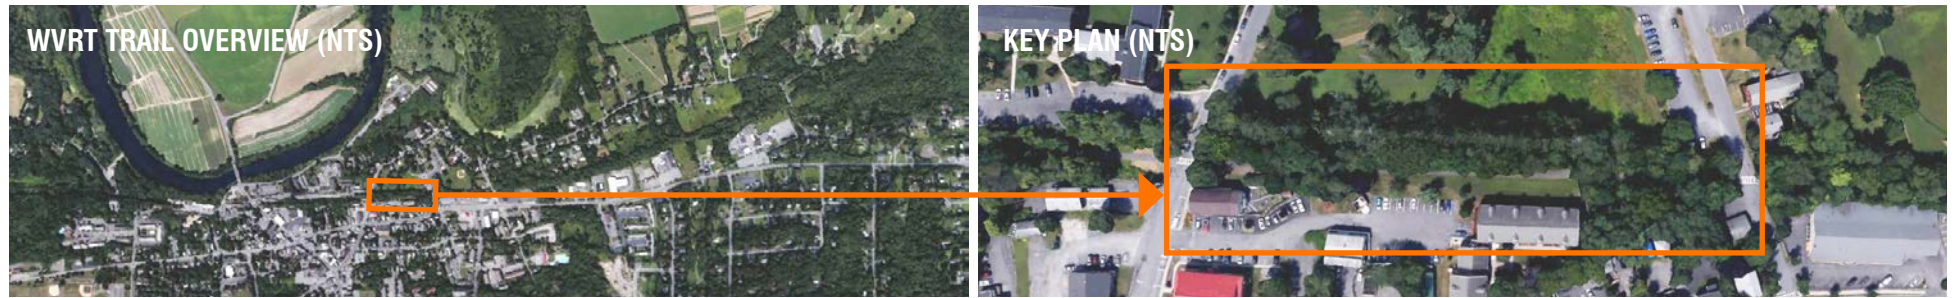 WVRT TRAIL OVERVIEW (NTS)
KEY PLAN (NTS)